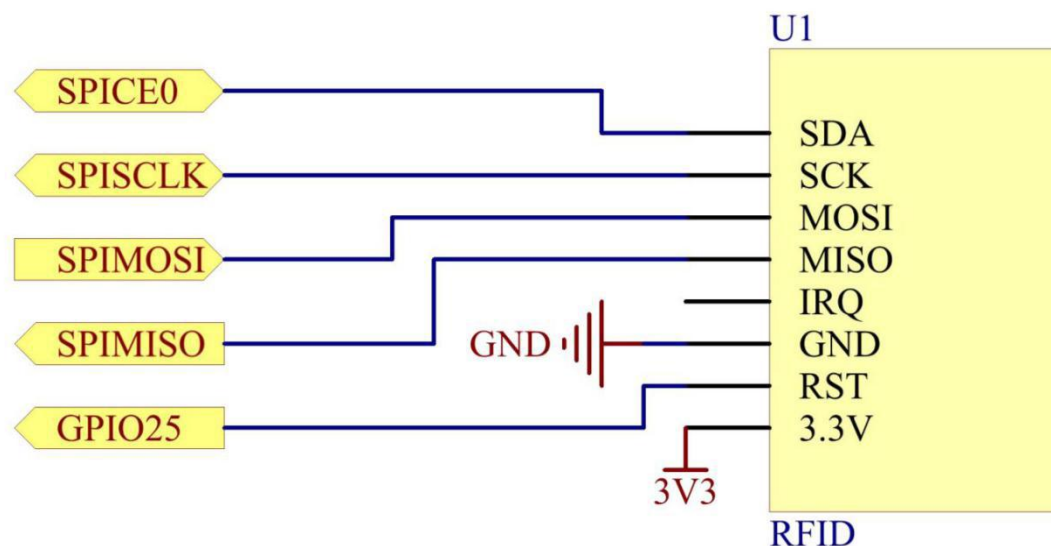 U1
SPICE0
SDA
SPISCLK
SCK
MOSI
SPIMOSI
MISO
IRQ
SPIMISO
GND
GND
RST
GPIO25
3.3V
3V3
RFID